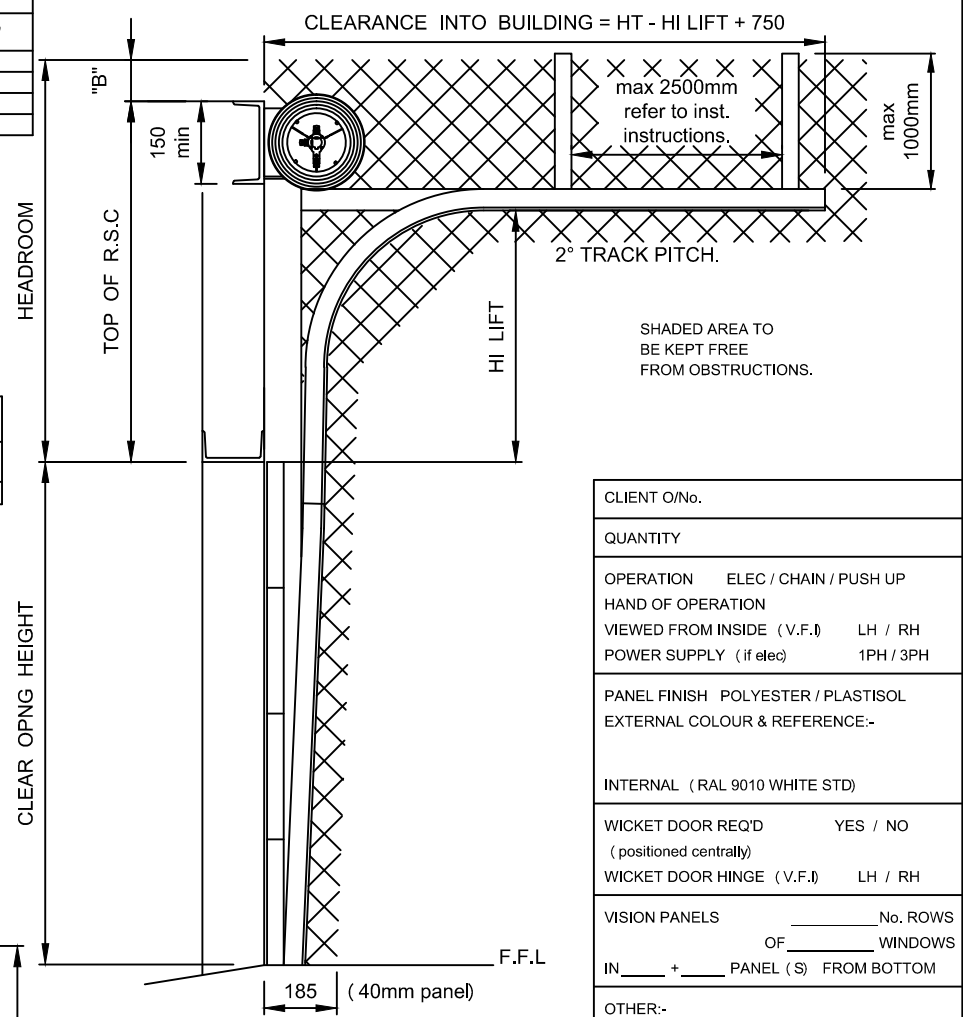 CLEARANCE INTO BUILDING = HT - HI LIFT + 750
"B"
150
min
max 2500mm
refer to inst.
instructions.
max
1000mm
HEADROOM
TOP OF R.S.C
HI LIFT
2° TRACK PITCH.
SHADED AREA TO
BE KEPT FREE
FROM OBSTRUCTIONS.
CLEAR OPNG HEIGHT
F.F.L
185 (40mm panel)
CLIENT O/No.
QUANTITY
OPERATION ELEC / CHAIN / PUSH UP
HAND OF OPERATION
VIEWED FROM INSIDE (V.F.I) LH / RH
POWER SUPPLY (if elec) 1PH / 3PH
PANEL FINISH POLYESTER / PLASTISOL
EXTERNAL COLOUR & REFERENCE:-
INTERNAL (RAL 9010 WHITE STD)
WICKET DOOR REQ'D YES / NO
(positioned centrally)
WICKET DOOR HINGE (V.F.I) LH / RH
VISION PANELS ________ No. ROWS
OF ________ WINDOWS
IN ____ + ____ PANEL (S) FROM BOTTOM
OTHER:-